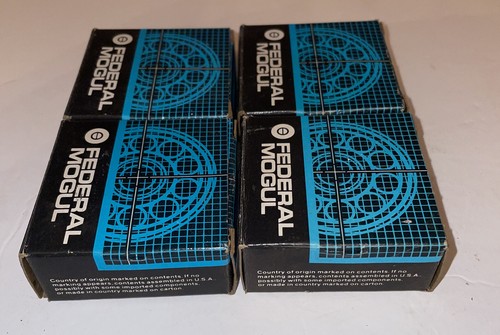 FEDERAL
MOGUL
FEDERAL
MOGUL
FEDERAL
MOGUL
FEDERAL
MOGUL
Country of origin marked on contents. If no
marking appears, contents assembled in U.S.A.
possibly with some imported components
or made in country marked on carton
Country of origin marked on contents. If no
marking appears, contents assembled in U.S.A.
possibly with some imported components
or made in country marked on carton